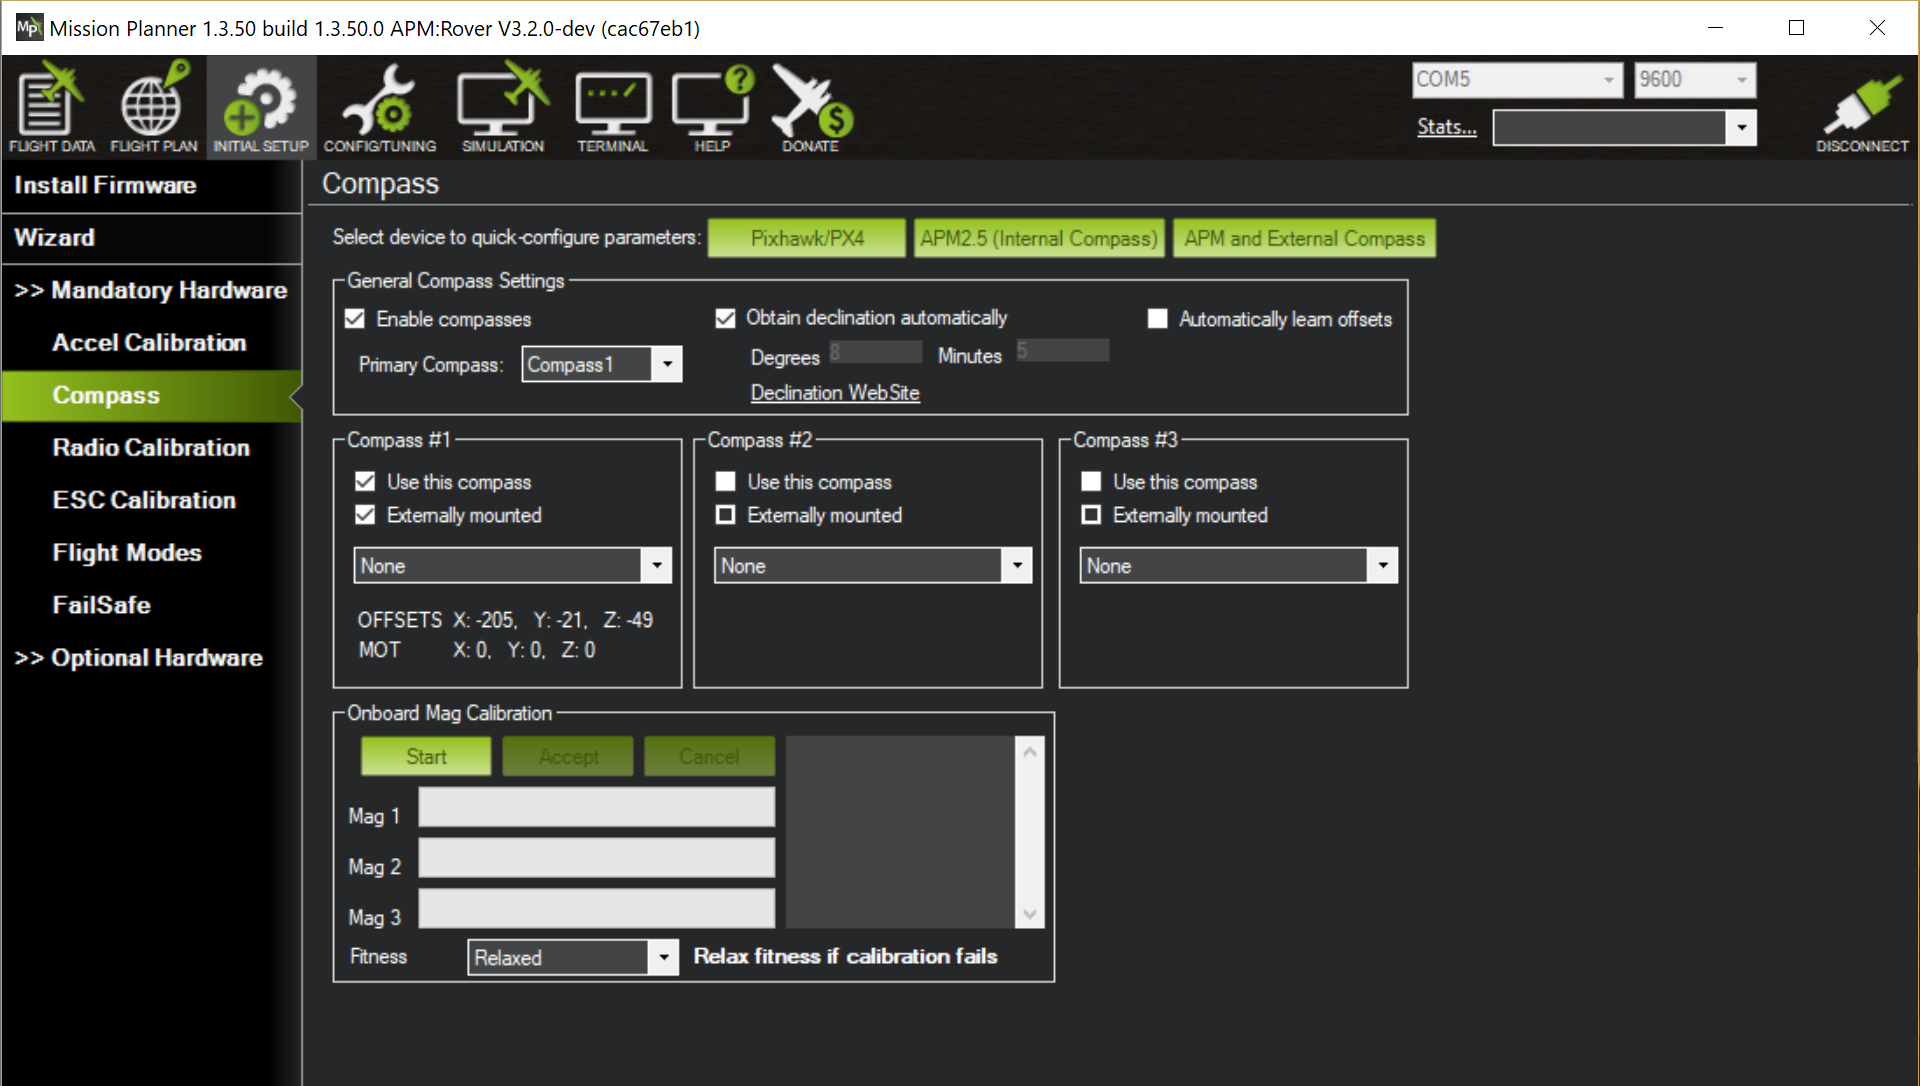 Mission Planner 1.3.50 build 1.3.50.0 APM:Rover V3.2.0-dev (cac67eb1)
FLIGHT DATA FLIGHT PLAN INITIAL SETUP CONFIG/TUNING SIMULATION TERMINAL HELP DONATE
COM5 9600
Stats...
DISCONNECT
Install Firmware
Wizard
>> Mandatory Hardware
Accel Calibration
Compass
Radio Calibration
ESC Calibration
Flight Modes
FailSafe
>> Optional Hardware
Compass
Select device to quick-configure parameters: Pixhawk/PX4 APM2.5 (Internal Compass) APM and External Compass
General Compass Settings
Enable compasses Obtain declination automatically Automatically learn offsets
Primary Compass: Compass1 Degrees 8 Minutes 5
Declination WebSite
Compass #1
Use this compass
Externally mounted
None
OFFSETS X: -205, Y: -21, Z: -49
MOT X: 0, Y: 0, Z: 0
Compass #2
Use this compass
Externally mounted
None
Compass #3
Use this compass
Externally mounted
None
Onboard Mag Calibration
Start Accept Cancel
Mag 1
Mag 2
Mag 3
Fitness Relaxed Relax fitness if calibration fails